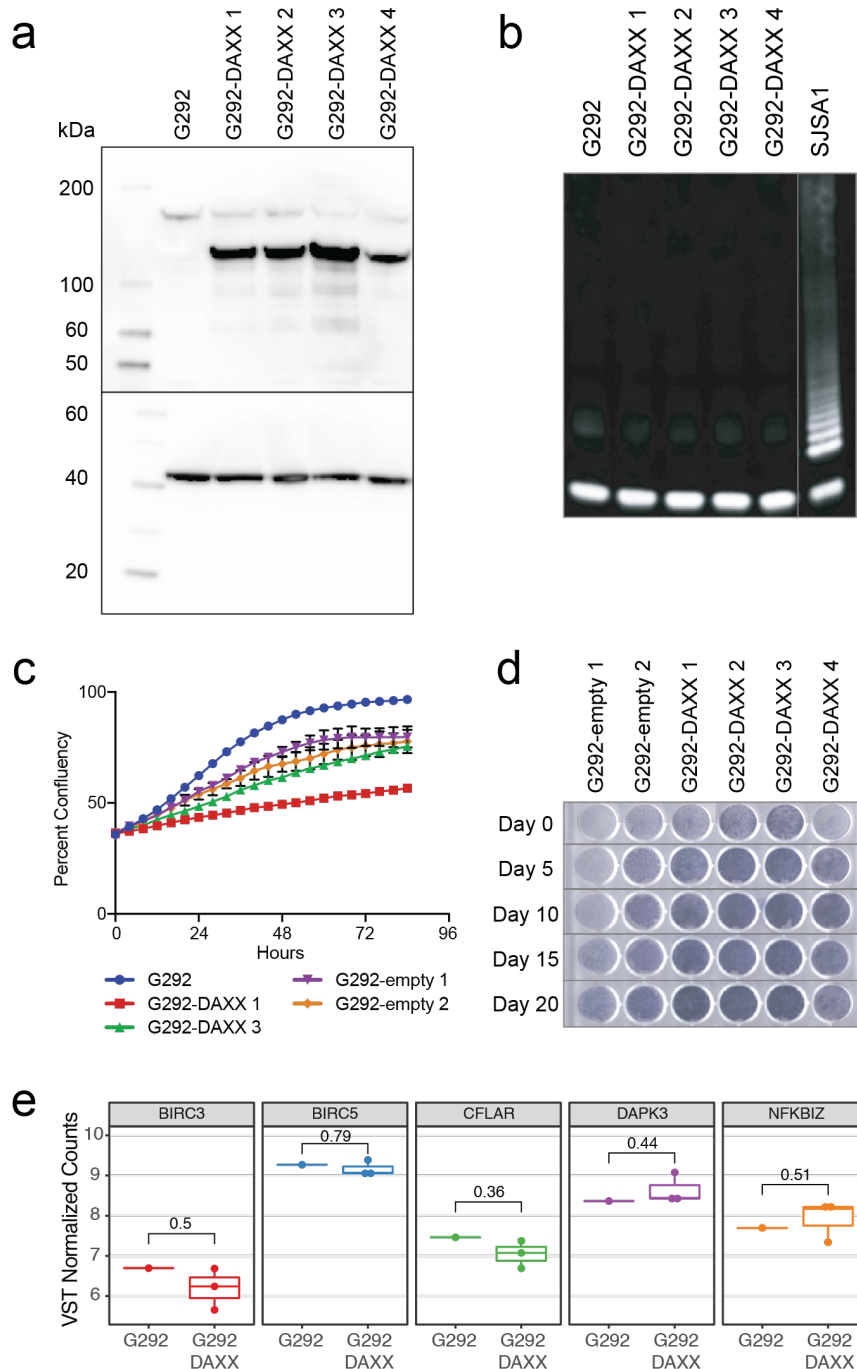 a
kDa
G292
G292-DAXX 1
G292-DAXX 2
G292-DAXX 3
G292-DAXX 4
200
100
60
50
60
40
20
b
G292
G292-DAXX 1
G292-DAXX 2
G292-DAXX 3
G292-DAXX 4
SJSA1
c
Percent Confluency
100
50
0
0 24 48 72 96
Hours
G292
G292-DAXX 1
G292-DAXX 3
G292-empty 1
G292-empty 2
d
G292-empty 1
G292-empty 2
G292-DAXX 1
G292-DAXX 2
G292-DAXX 3
G292-DAXX 4
Day 0
Day 5
Day 10
Day 15
Day 20
e
VST Normalized Counts
BIRC3 BIRC5 CFLAR DAPK3 NFKBIZ
10
9
8
7
6
0.5 0.79 0.36 0.44 0.51
G292 G292 G292 G292 G292 G292 G292 G292 G292 G292
DAXX DAXX DAXX DAXX DAXX